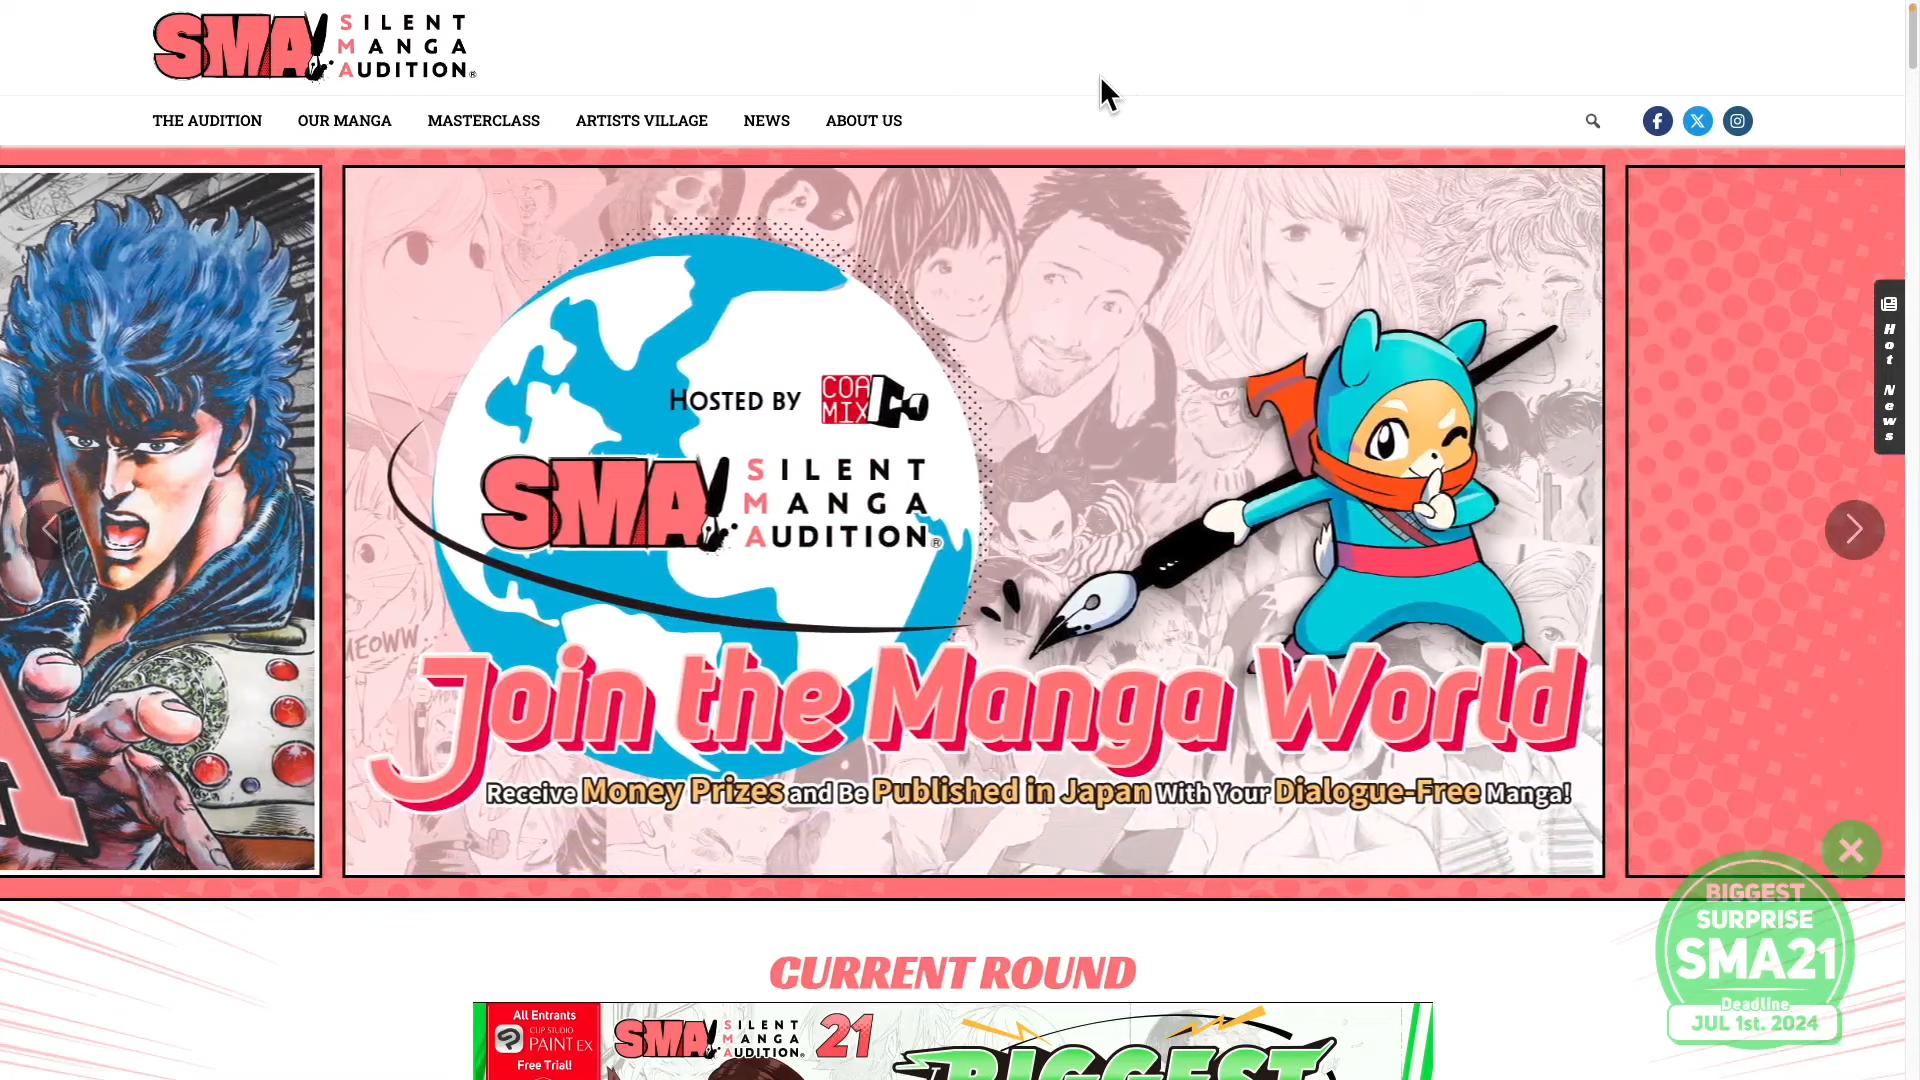 SMA! SILENT
MANGA
AUDITION®
THE AUDITION OUR MANGA MASTERCLASS ARTISTS VILLAGE NEWS ABOUT US
Hot News
HOSTED BY COAMIX
SMA! SILENT
MANGA
AUDITION®
MEOWW...
Join the Manga World
Receive Money Prizes and Be Published in Japan With Your Dialogue-Free Manga!
BIGGEST
SURPRISE
SMA21
Deadline
JUL 1st. 2024
CURRENT ROUND
All Entrants
CLIP STUDIO
PAINT EX
Free Trial!
SMA! SILENT
MANGA
AUDITION® 21
BIGGEST